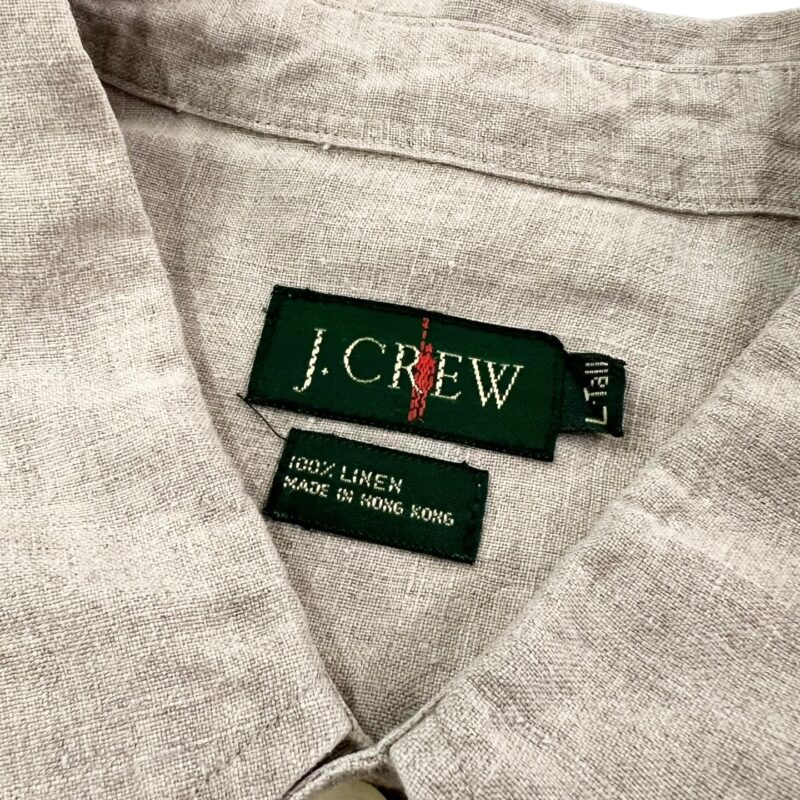 J. CREW
L-Tall
100% LINEN
MADE IN HONG KONG